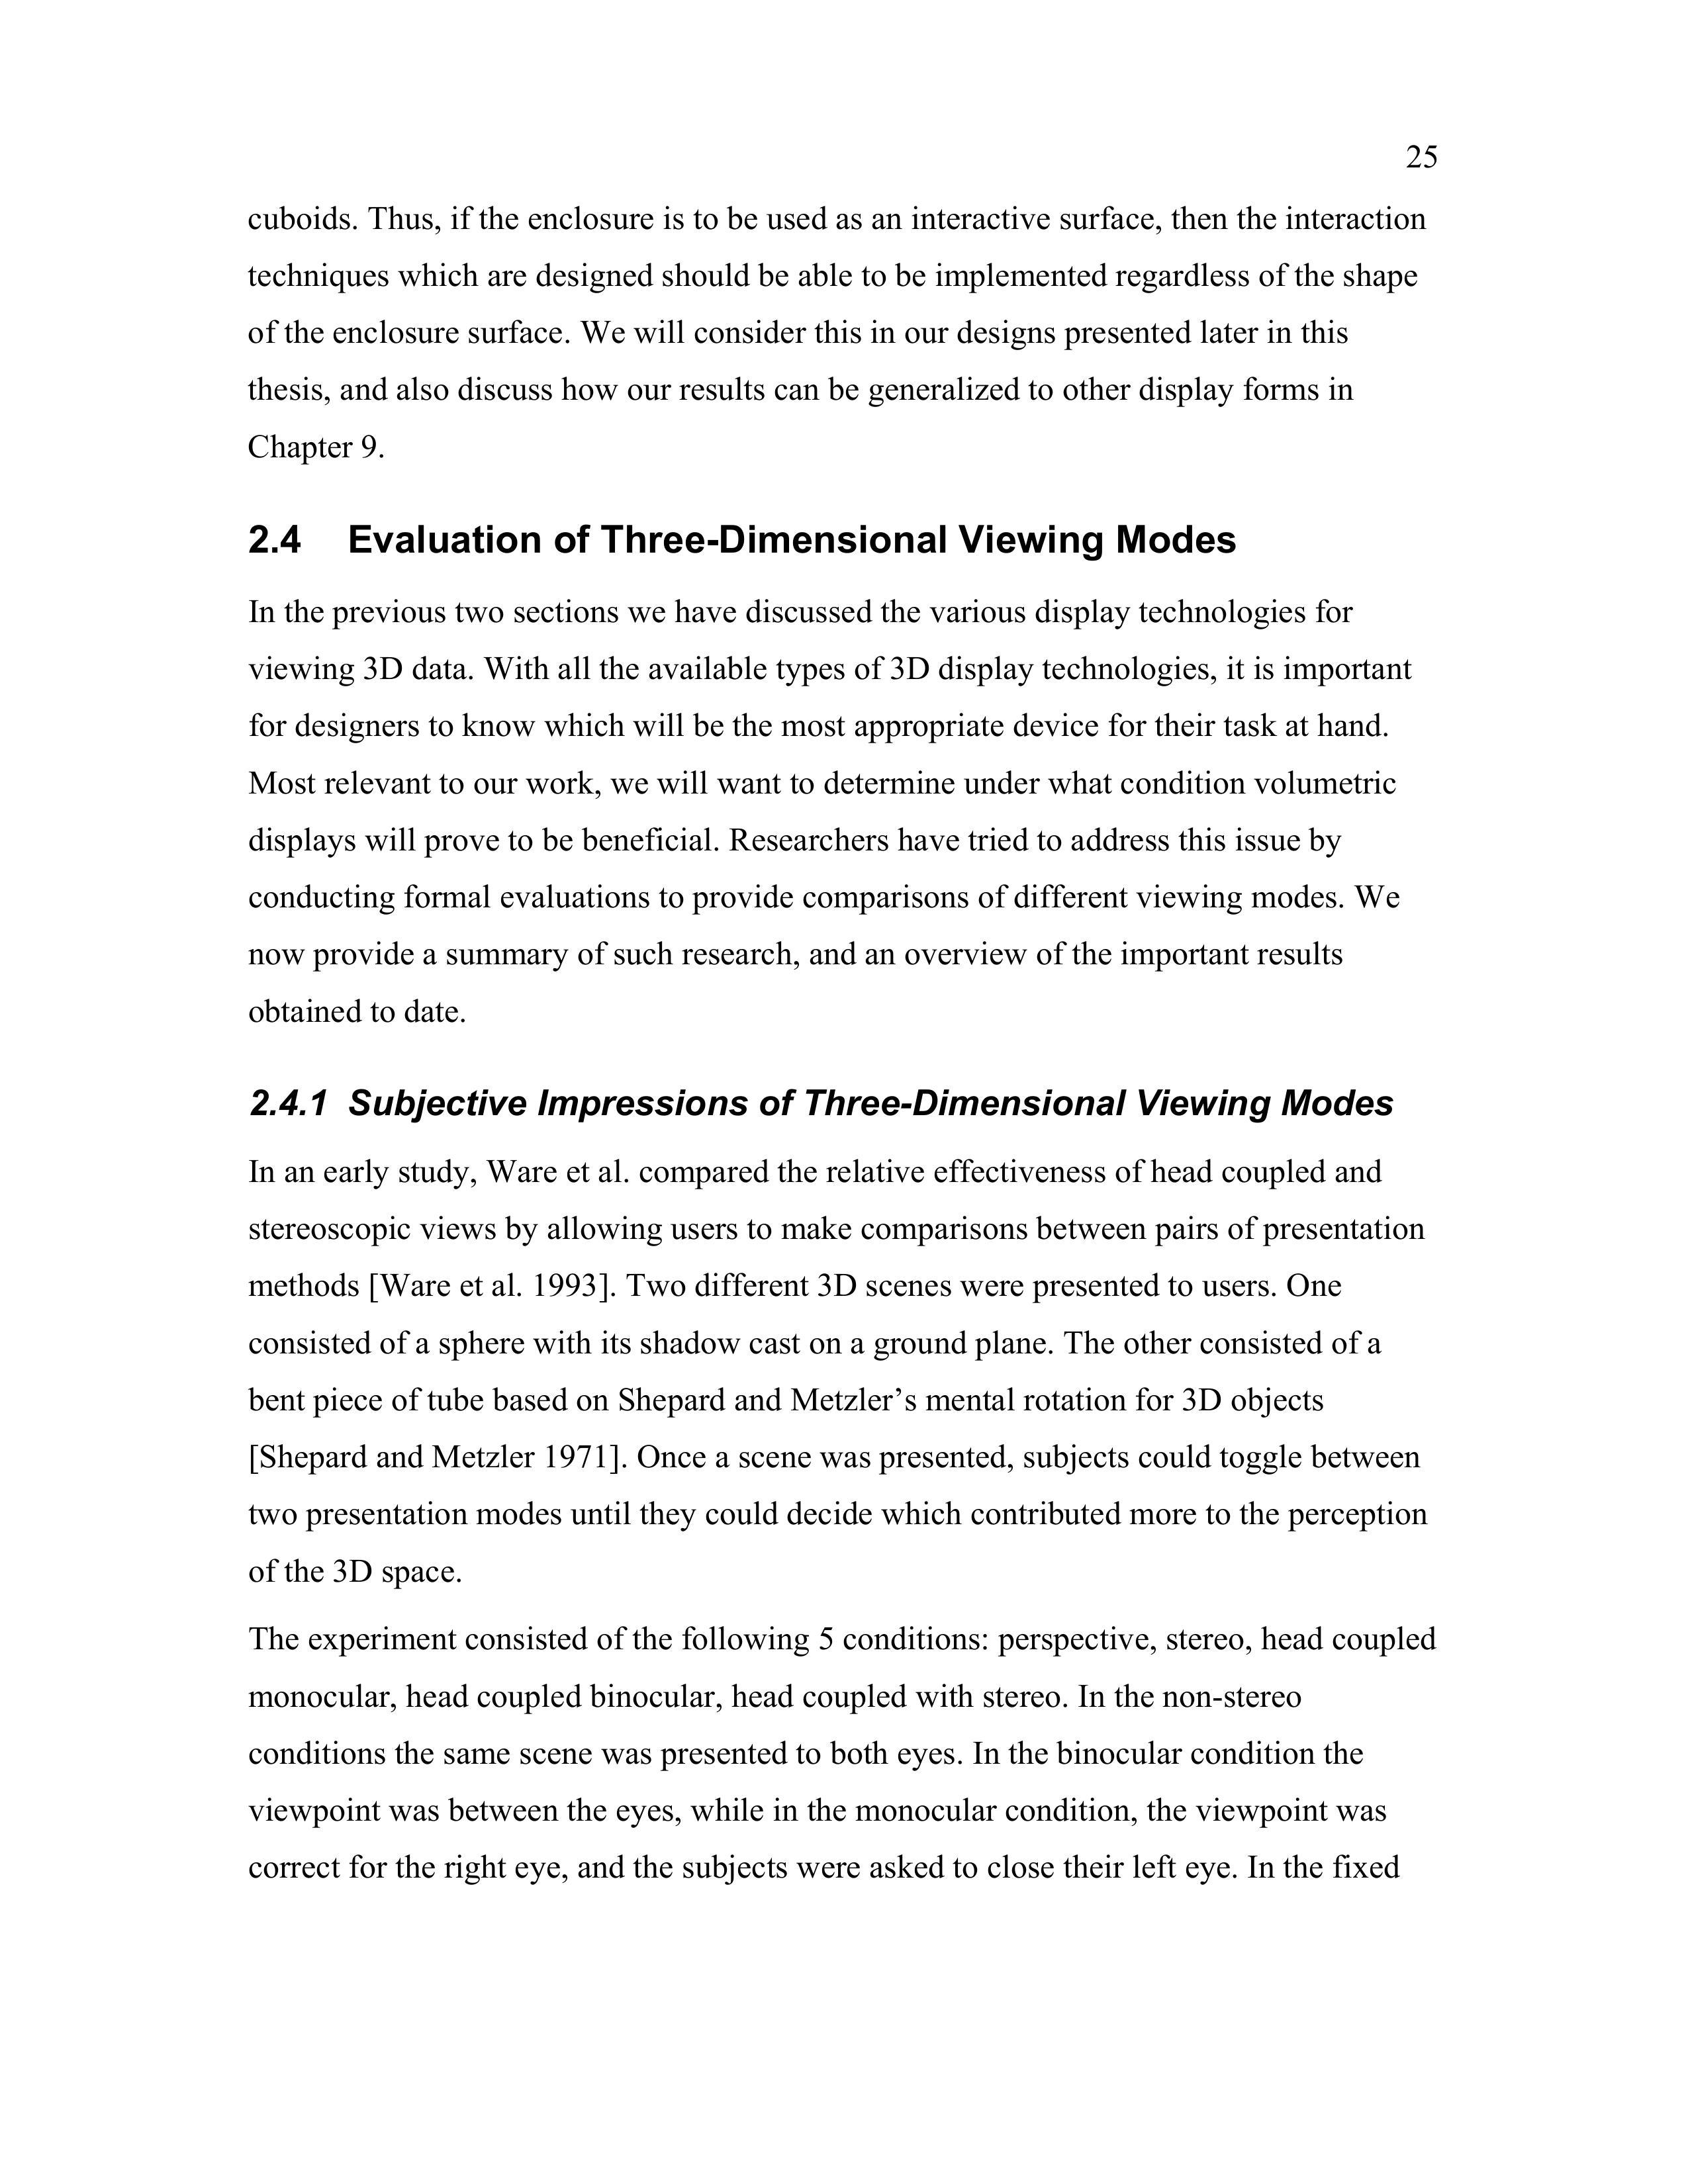 25
cuboids. Thus, if the enclosure is to be used as an interactive surface, then the interaction
techniques which are designed should be able to be implemented regardless of the shape
of the enclosure surface. We will consider this in our designs presented later in this
thesis, and also discuss how our results can be generalized to other display forms in
Chapter 9.
2.4 Evaluation of Three-Dimensional Viewing Modes
In the previous two sections we have discussed the various display technologies for
viewing 3D data. With all the available types of 3D display technologies, it is important
for designers to know which will be the most appropriate device for their task at hand.
Most relevant to our work, we will want to determine under what condition volumetric
displays will prove to be beneficial. Researchers have tried to address this issue by
conducting formal evaluations to provide comparisons of different viewing modes. We
now provide a summary of such research, and an overview of the important results
obtained to date.
2.4.1 Subjective Impressions of Three-Dimensional Viewing Modes
In an early study, Ware et al. compared the relative effectiveness of head coupled and
stereoscopic views by allowing users to make comparisons between pairs of presentation
methods [Ware et al. 1993]. Two different 3D scenes were presented to users. One
consisted of a sphere with its shadow cast on a ground plane. The other consisted of a
bent piece of tube based on Shepard and Metzler’s mental rotation for 3D objects
[Shepard and Metzler 1971]. Once a scene was presented, subjects could toggle between
two presentation modes until they could decide which contributed more to the perception
of the 3D space.
The experiment consisted of the following 5 conditions: perspective, stereo, head coupled
monocular, head coupled binocular, head coupled with stereo. In the non-stereo
conditions the same scene was presented to both eyes. In the binocular condition the
viewpoint was between the eyes, while in the monocular condition, the viewpoint was
correct for the right eye, and the subjects were asked to close their left eye. In the fixed